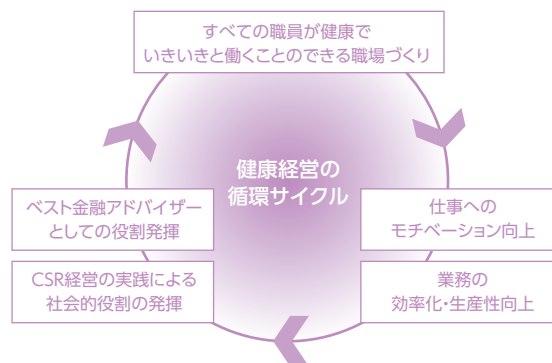 すべての職員が健康で
いきいきと働くことのできる職場づくり
健康経営の
循環サイクル
ベスト金融アドバイザー
としての役割発揮
仕事への
モチベーション向上
CSR経営の実践による
社会的役割の発揮
業務の
効率化・生産性向上